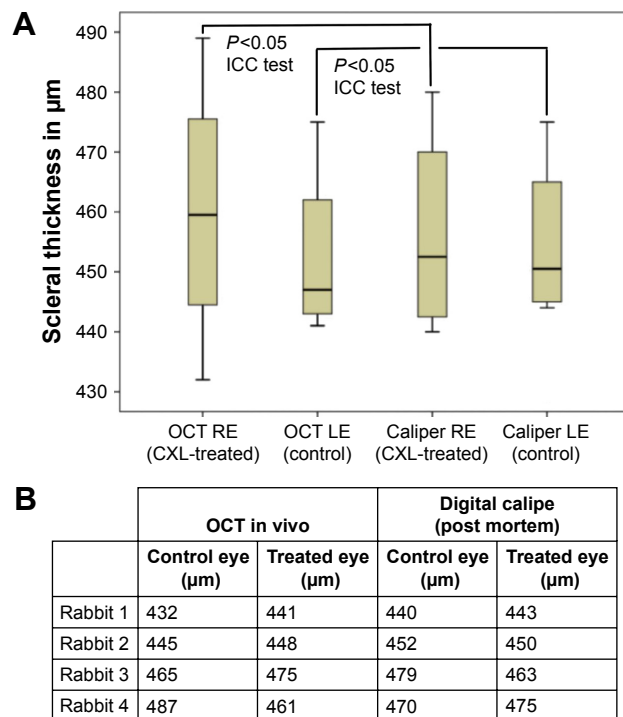 A
Scleral thickness in µm
490
480
470
460
450
440
430
P<0.05
ICC test
P<0.05
ICC test
OCT RE
(CXL-treated)
OCT LE
(control)
Caliper RE
(CXL-treated)
Caliper LE
(control)
B
OCT in vivo
Digital calipe
(post mortem)
Control eye
(µm)
Treated eye
(µm)
Control eye
(µm)
Treated eye
(µm)
Rabbit 1 432 441 440 443
Rabbit 2 445 448 452 450
Rabbit 3 465 475 479 463
Rabbit 4 487 461 470 475